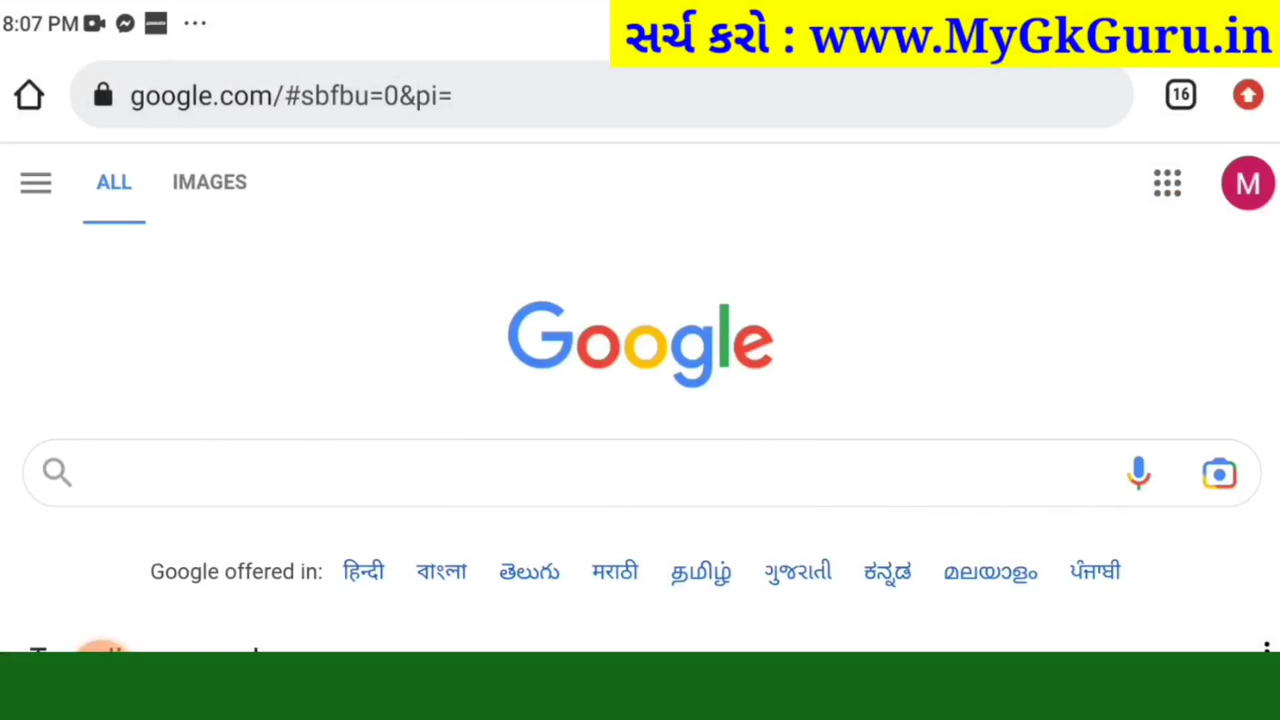 8:07 PM
સર્ચ કરો : www.MyGkGuru.in
google.com/#sbfbu=0&pi=
16
ALL IMAGES
M
Google
Google offered in: हिन्दी বাংলা తెలుగు मराठी தமிழ் ગુજરાતી ಕನ್ನಡ മലയാളം ਪੰਜਾਬੀ